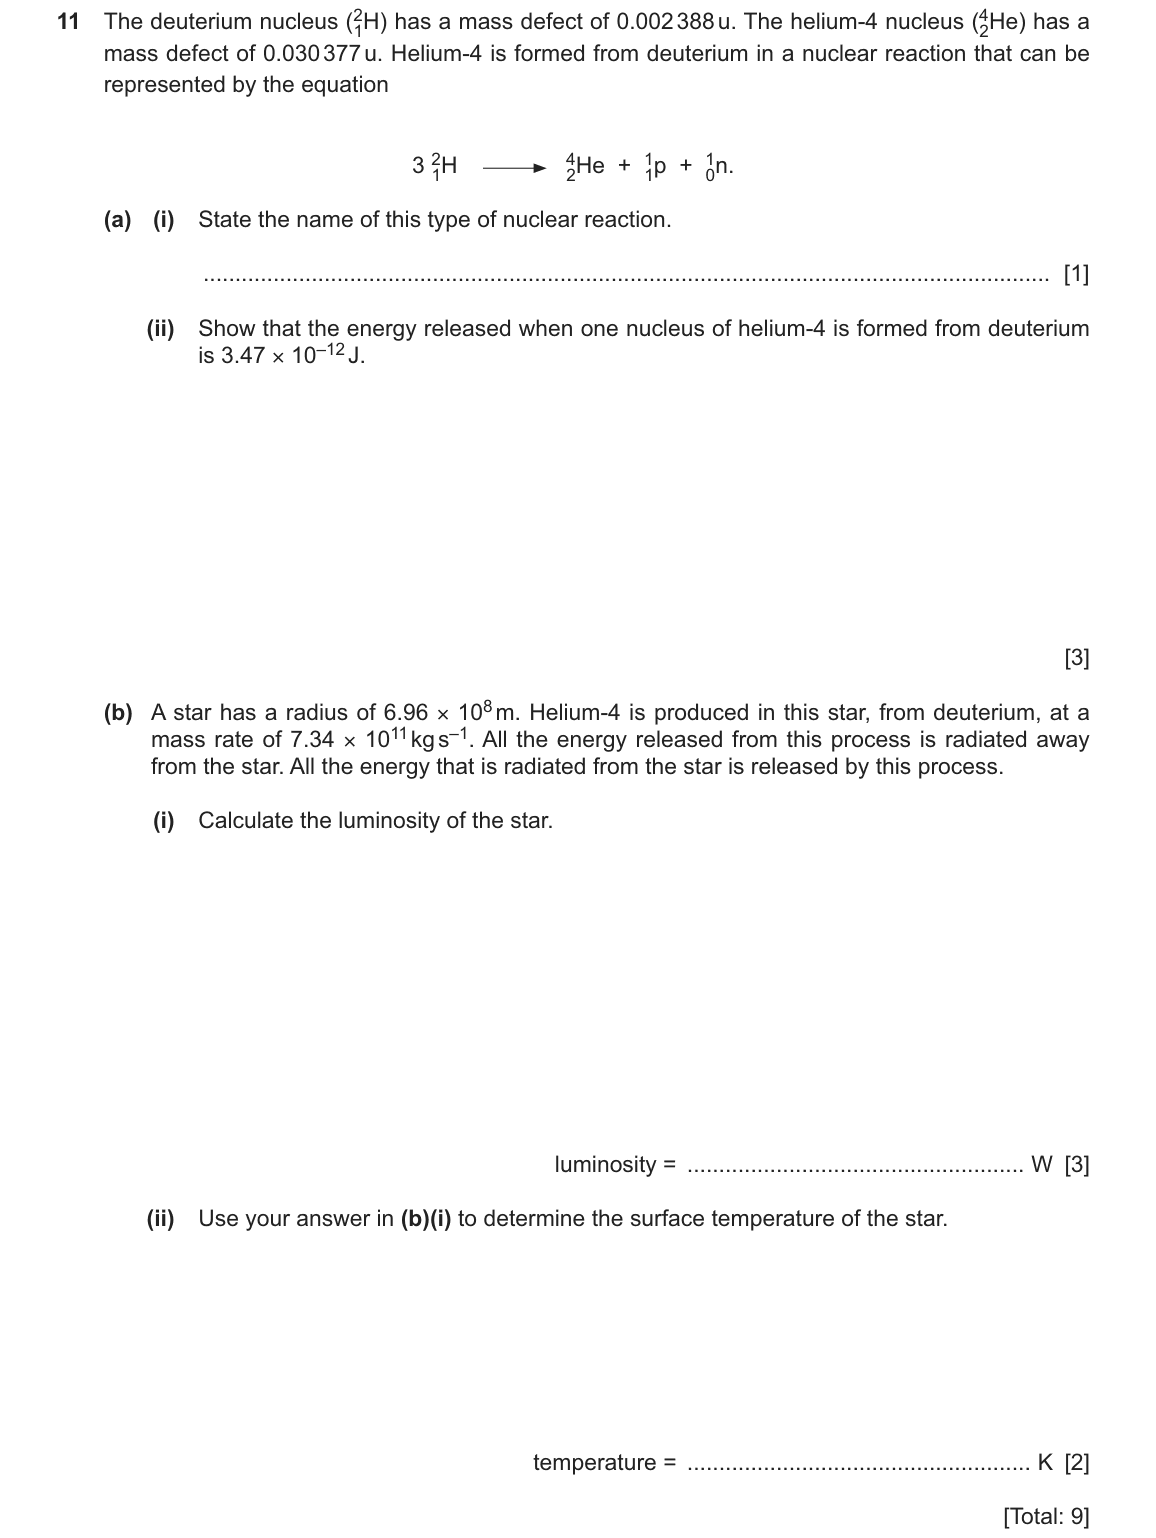 11 The deuterium nucleus (²₁H) has a mass defect of 0.002388u. The helium-4 nucleus (⁴₂He) has a
mass defect of 0.030377u. Helium-4 is formed from deuterium in a nuclear reaction that can be
represented by the equation
3 ²₁H ⟶ ⁴₂He + ¹₁p + ¹₀n.
(a) (i) State the name of this type of nuclear reaction.
.................................................................................................................................... [1]
(ii) Show that the energy released when one nucleus of helium-4 is formed from deuterium
is 3.47 × 10⁻¹² J.
[3]
(b) A star has a radius of 6.96 × 10⁸ m. Helium-4 is produced in this star, from deuterium, at a
mass rate of 7.34 × 10¹¹ kg s⁻¹. All the energy released from this process is radiated away
from the star. All the energy that is radiated from the star is released by this process.
(i) Calculate the luminosity of the star.
luminosity = ..................................................... W [3]
(ii) Use your answer in (b)(i) to determine the surface temperature of the star.
temperature = ...................................................... K [2]
[Total: 9]